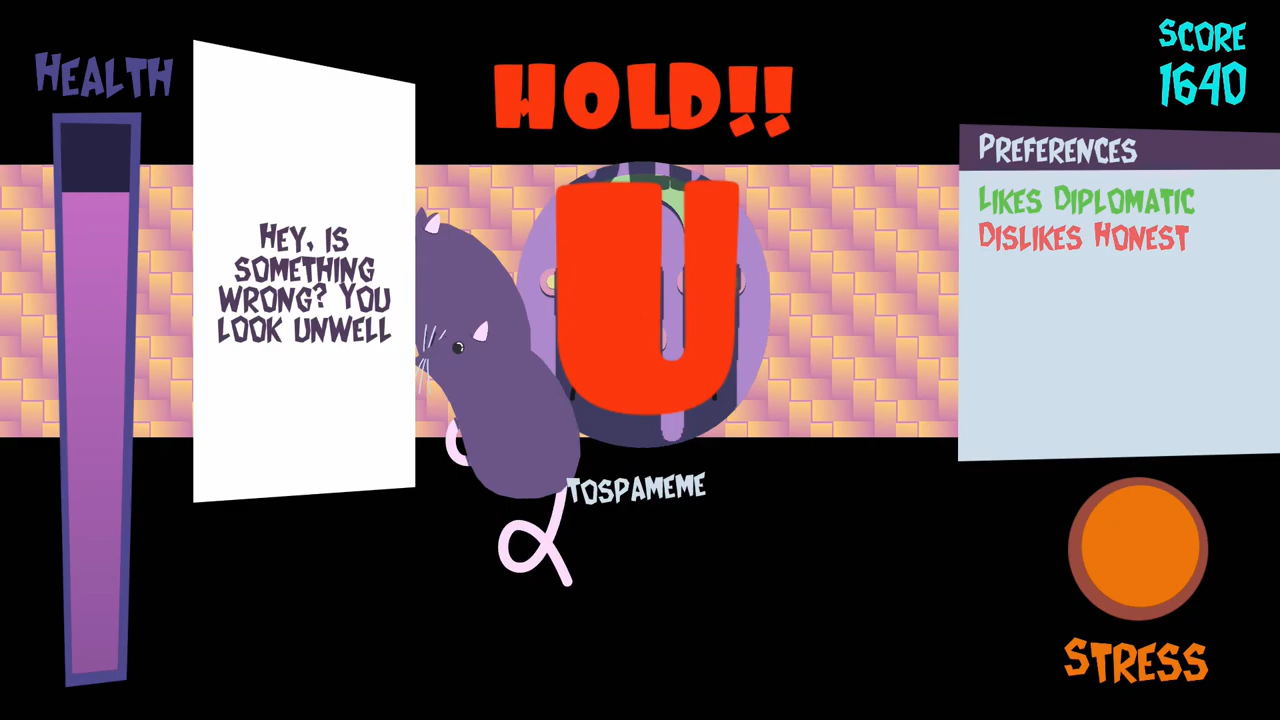 HEALTH
HEY, IS
SOMETHING
WRONG? YOU
LOOK UNWELL
HOLD!!
U
TOSPAMEME
SCORE
1640
PREFERENCES
LIKES DIPLOMATIC
DISLIKES HONEST
STRESS